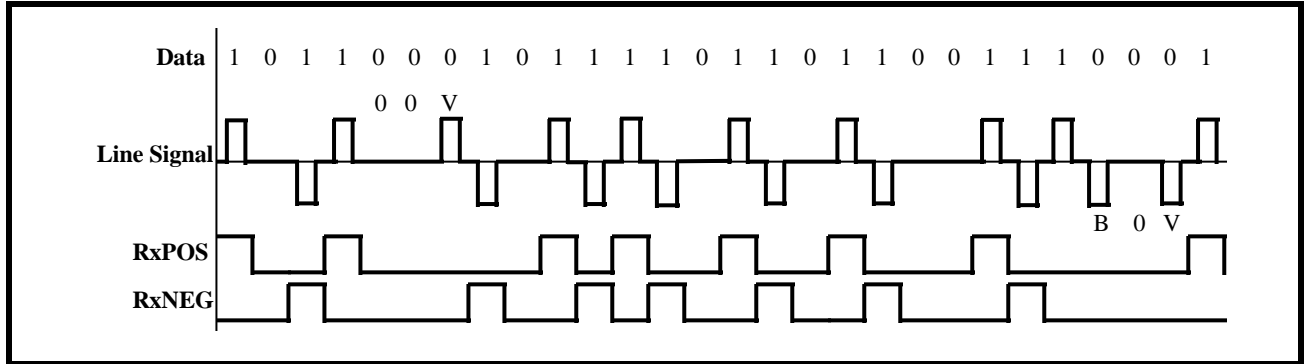 Data 1 0 1 1 0 0 0 1 0 1 1 1 1 0 1 1 0 1 1 0 0 1 1 1 0 0 0 1
0 0 V
Line Signal
B 0 V
RxPOS
RxNEG